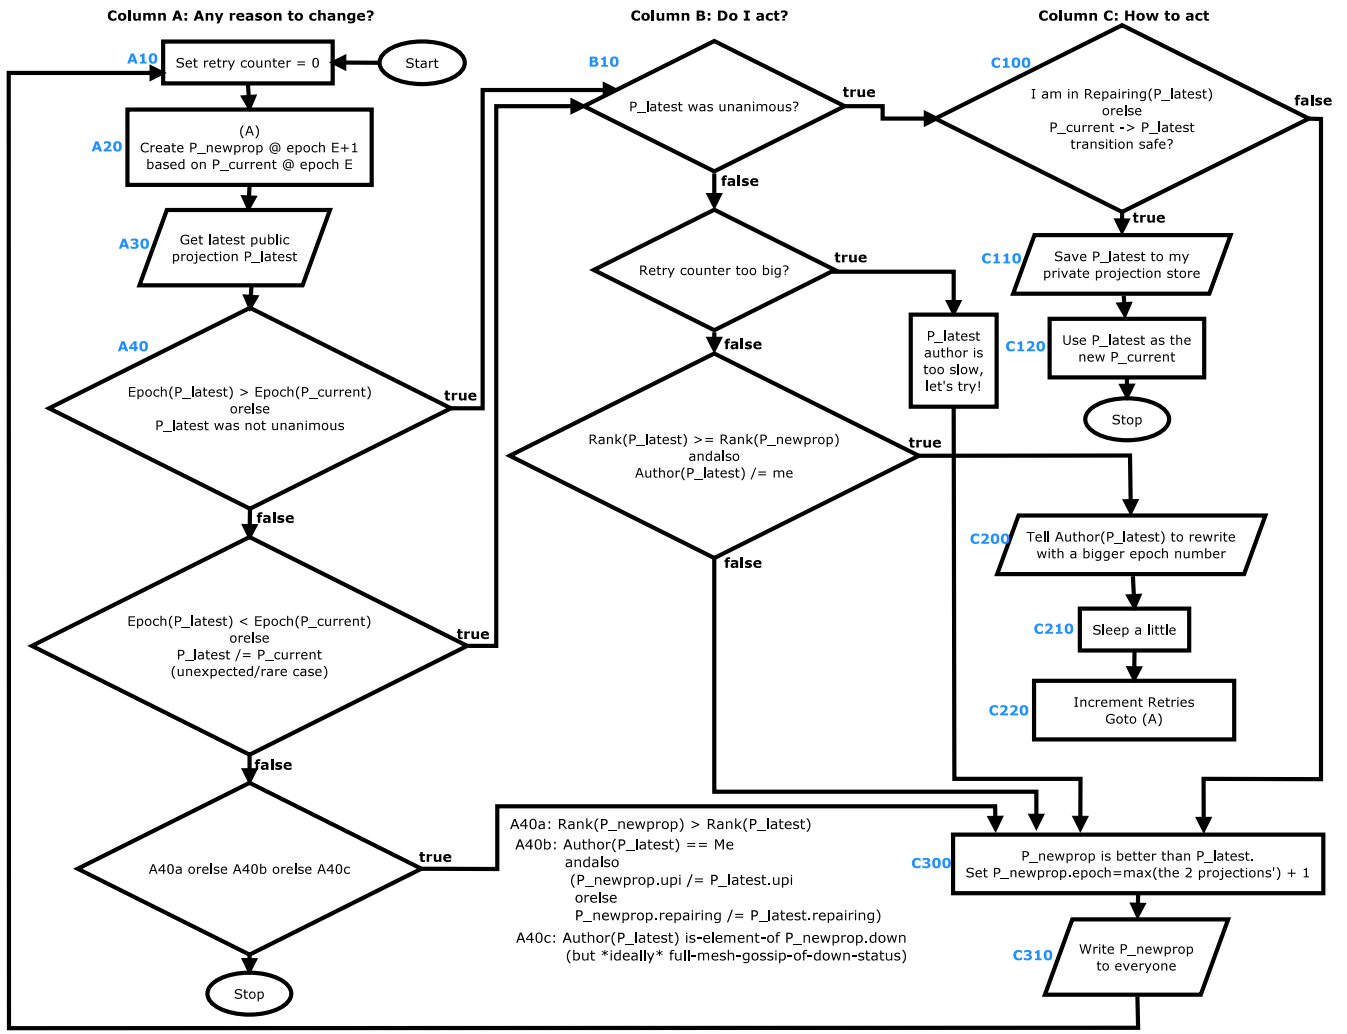 Column A: Any reason to change?
A10
Set retry counter = 0
Start
A20
(A)
Create P_newprop @ epoch E+1
based on P_current @ epoch E
A30
Get latest public
projection P_latest
A40
Epoch(P_latest) > Epoch(P_current)
orelse
P_latest was not unanimous
true
false
Epoch(P_latest) < Epoch(P_current)
orelse
P_latest /= P_current
(unexpected/rare case)
true
false
A40a orelse A40b orelse A40c
true
Stop
A40a: Rank(P_newprop) > Rank(P_latest)
A40b: Author(P_latest) == Me
andalso
(P_newprop.upi /= P_latest.upi
orelse
P_newprop.repairing /= P_latest.repairing)
A40c: Author(P_latest) is-element-of P_newprop.down
(but *ideally* full-mesh-gossip-of-down-status)
Column B: Do I act?
B10
P_latest was unanimous?
true
false
Retry counter too big?
true
false
P_latest
author is
too slow,
let's try!
Rank(P_latest) >= Rank(P_newprop)
andalso
Author(P_latest) /= me
true
false
Column C: How to act
C100
I am in Repairing(P_latest)
orelse
P_current -> P_latest
transition safe?
false
true
C110
Save P_latest to my
private projection store
C120
Use P_latest as the
new P_current
Stop
C200
Tell Author(P_latest) to rewrite
with a bigger epoch number
C210
Sleep a little
C220
Increment Retries
Goto (A)
C300
P_newprop is better than P_latest.
Set P_newprop.epoch=max(the 2 projections') + 1
C310
Write P_newprop
to everyone